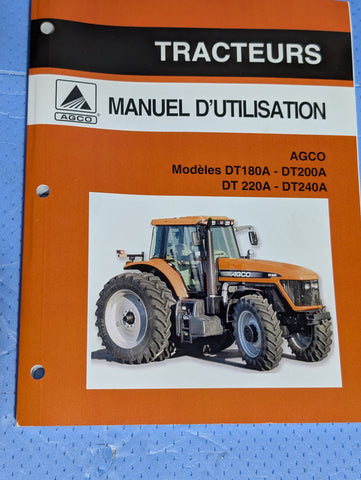 TRACTEURS
AGCO
MANUEL D'UTILISATION
AGCO
Modèles DT180A - DT200A
DT 220A - DT240A
AGCO